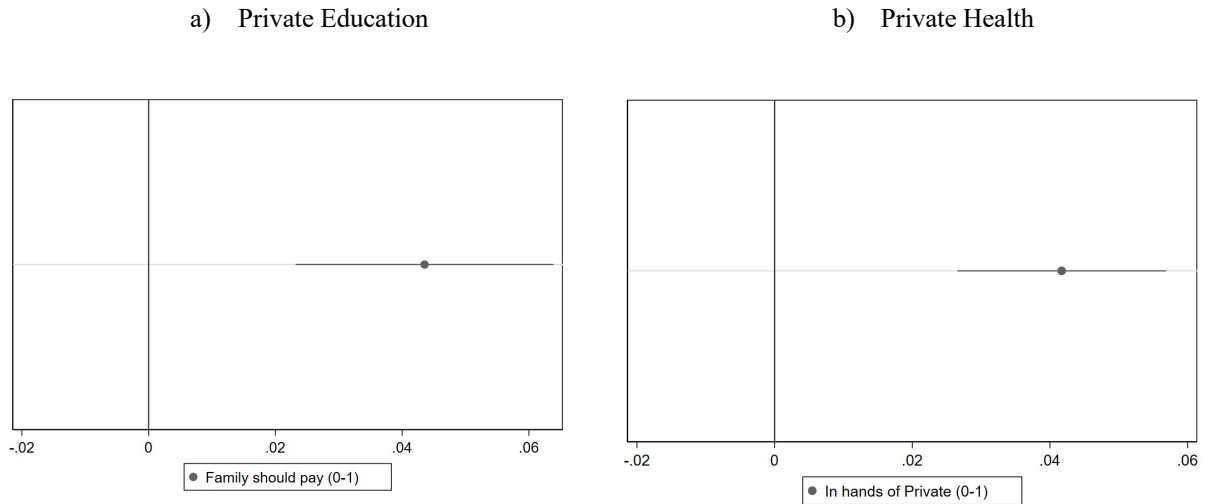 a) Private Education
b) Private Health
-.02 0 .02 .04 .06
Family should pay (0-1)
-.02 0 .02 .04 .06
In hands of Private (0-1)